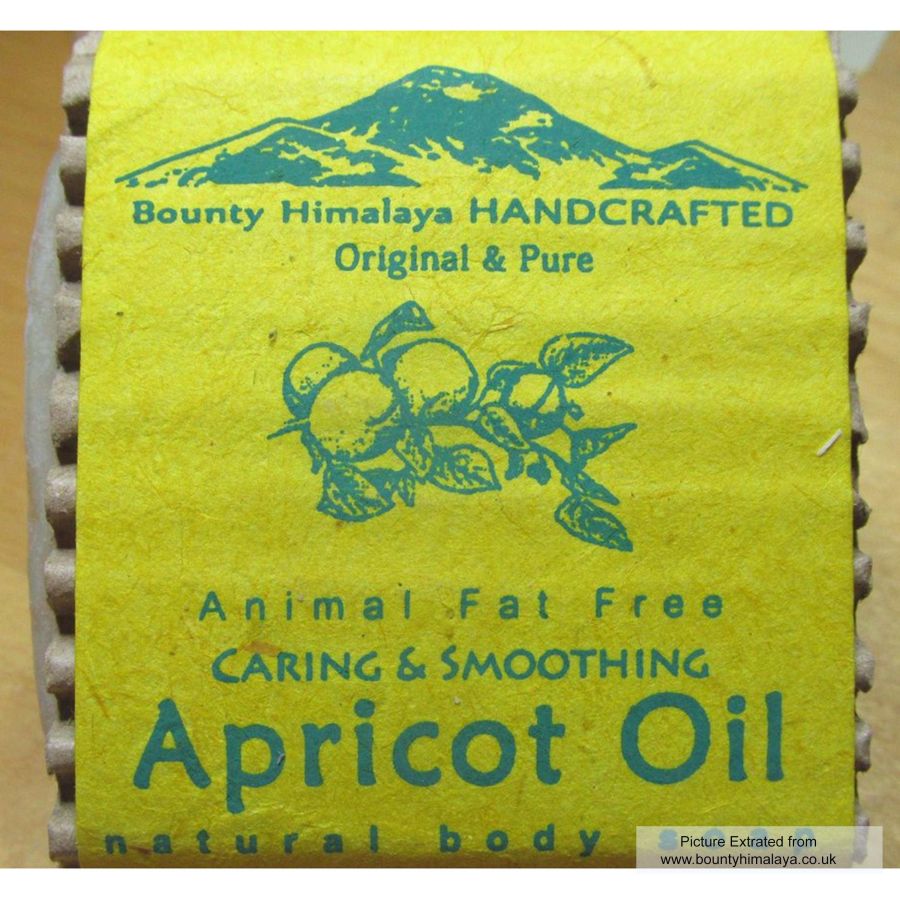 Bounty Himalaya HANDCRAFTED
Original & Pure
Animal Fat Free
CARING & SMOOTHING
Apricot Oil
natural body soap
Picture Extrated from
www.bountyhimalaya.co.uk